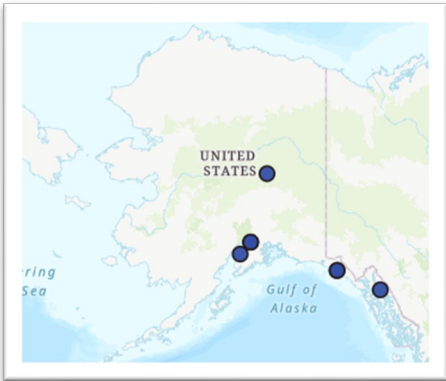 UNITED
STATES
ring
Sea
Gulf of
Alaska